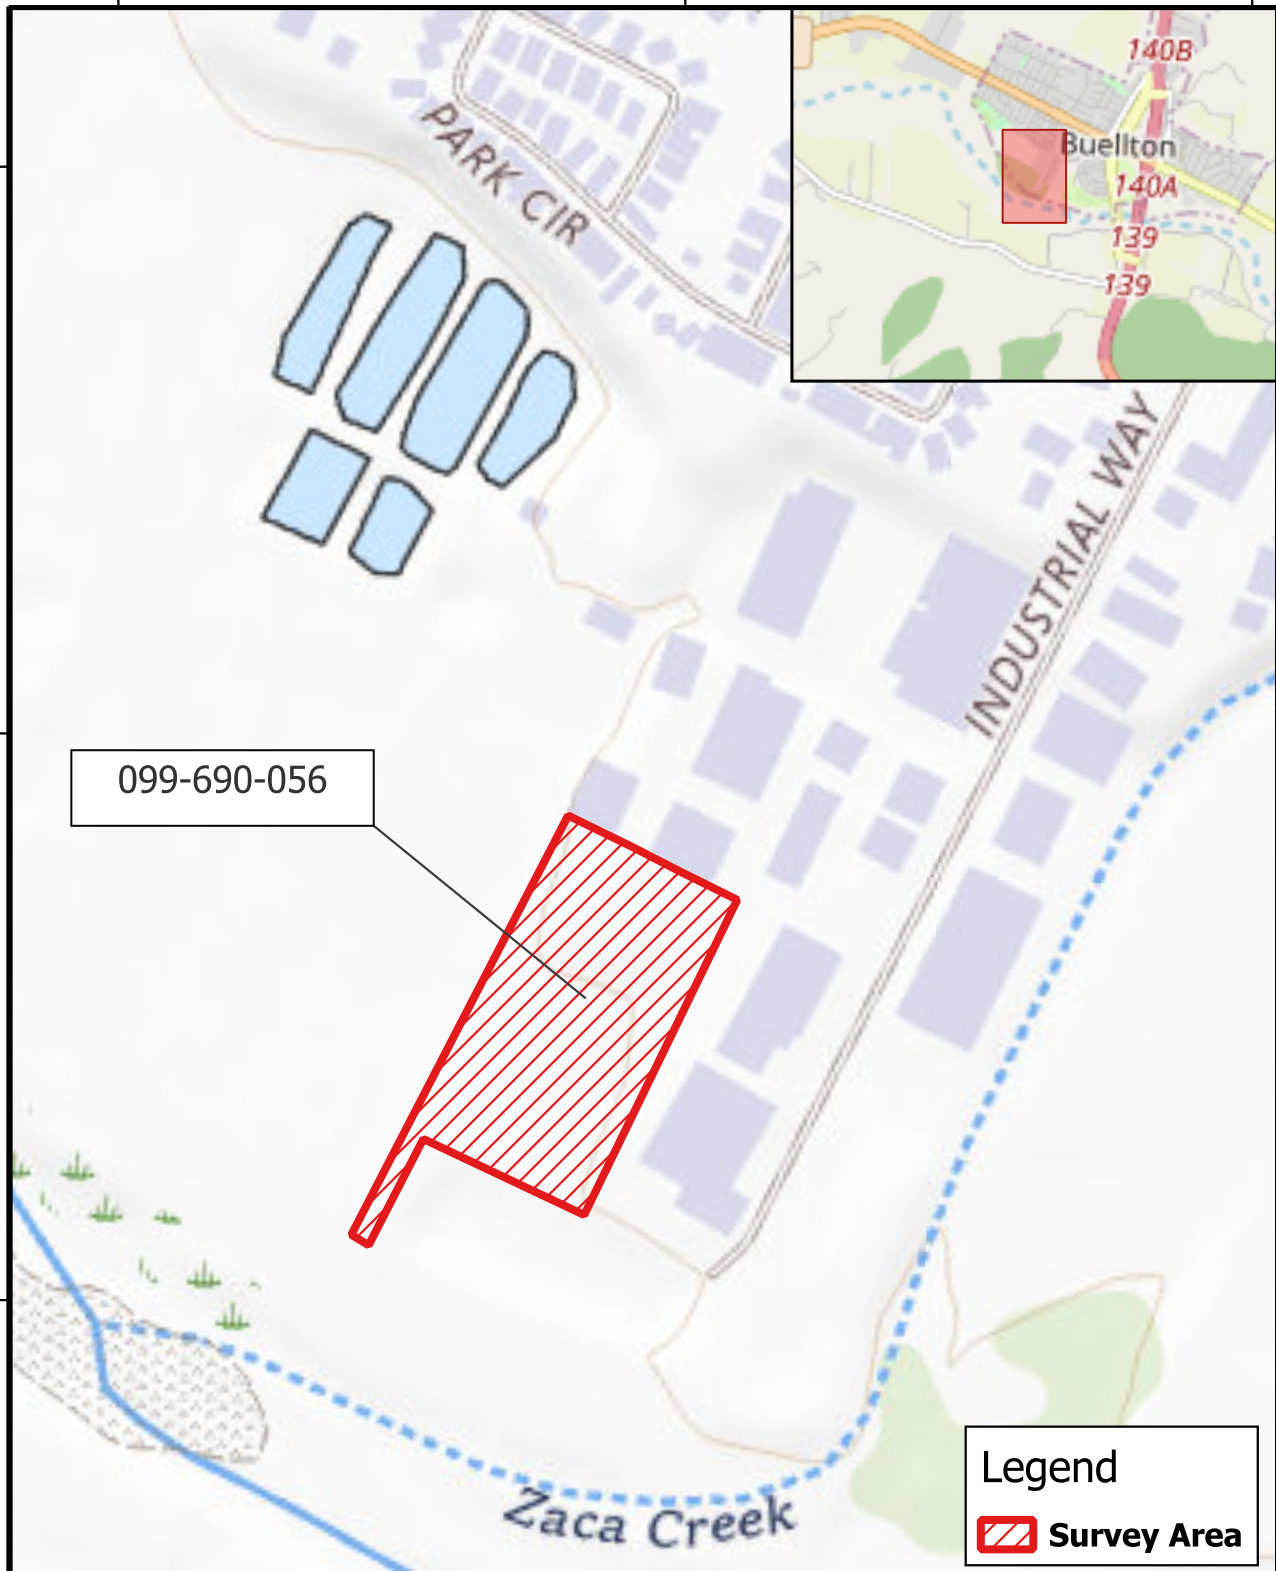 PARK CIR
140B
Buellton
140A
139
139
INDUSTRIAL WAY
099-690-056
Zaca Creek
Legend
Survey Area